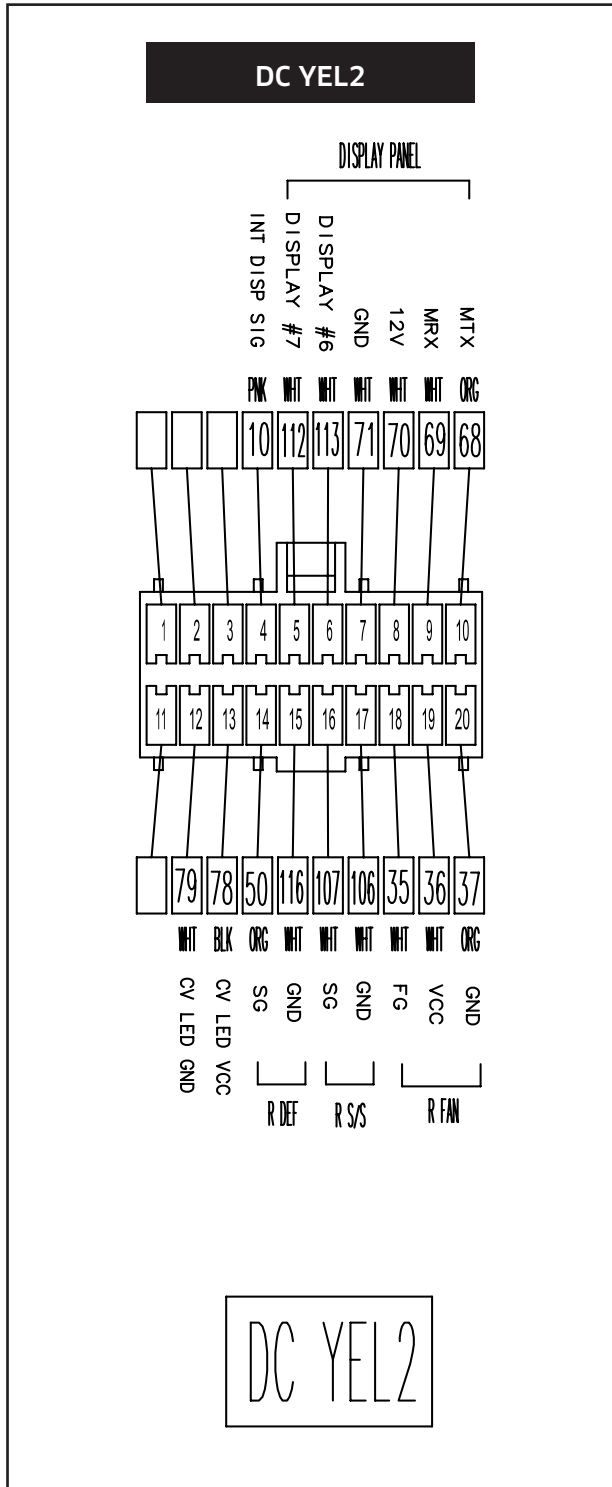 DC YEL2
DISPLAY PANEL
INT DISP SIG
DISPLAY #7
DISPLAY #6
GND
12V
MRX
MTX
PNK WHT WHT WHT WHT WHT ORG
10 112 113 71 70 69 68
1 2 3 4 5 6 7 8 9 10
11 12 13 14 15 16 17 18 19 20
79 78 50 116 107 106 35 36 37
WHT BLK ORG WHT WHT WHT WHT WHT ORG
CV LED GND
CV LED VCC
SG
GND
SG
GND
FG
VCC
GND
R DEF R S/S R FAN
DC YEL2